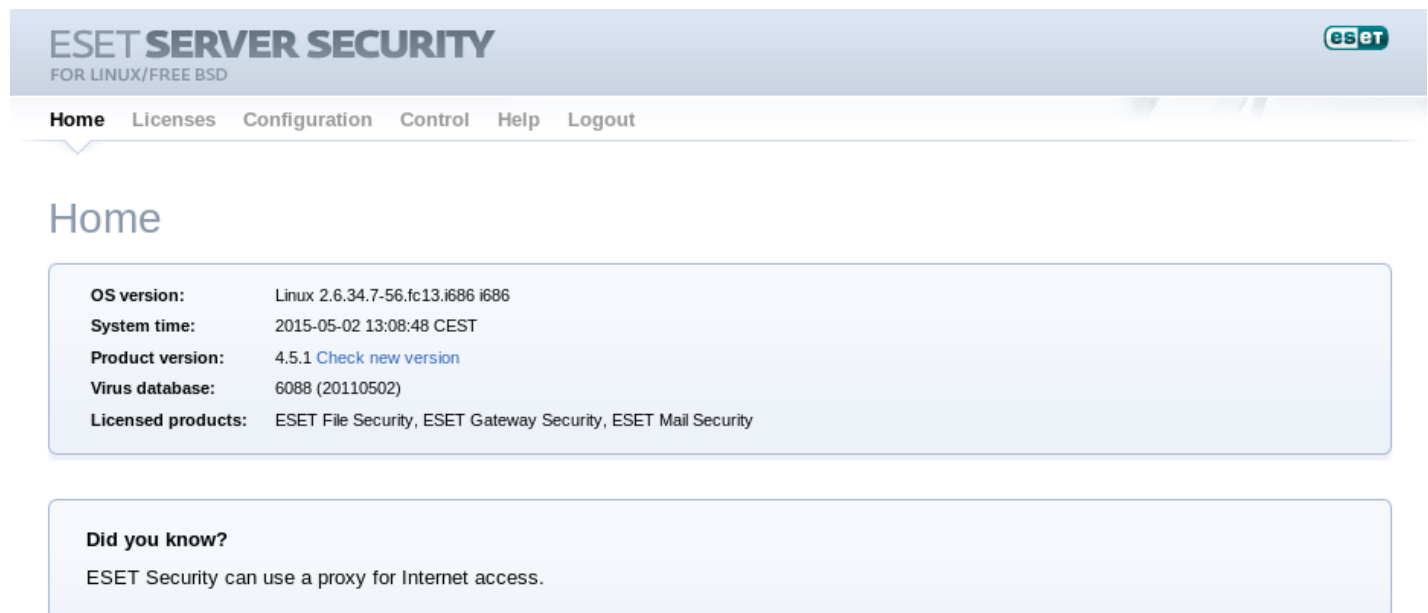 ESET SERVER SECURITY
FOR LINUX/FREE BSD
eseT
Home Licenses Configuration Control Help Logout
Home
OS version: Linux 2.6.34.7-56.fc13.i686 i686
System time: 2015-05-02 13:08:48 CEST
Product version: 4.5.1 Check new version
Virus database: 6088 (20110502)
Licensed products: ESET File Security, ESET Gateway Security, ESET Mail Security
Did you know?
ESET Security can use a proxy for Internet access.